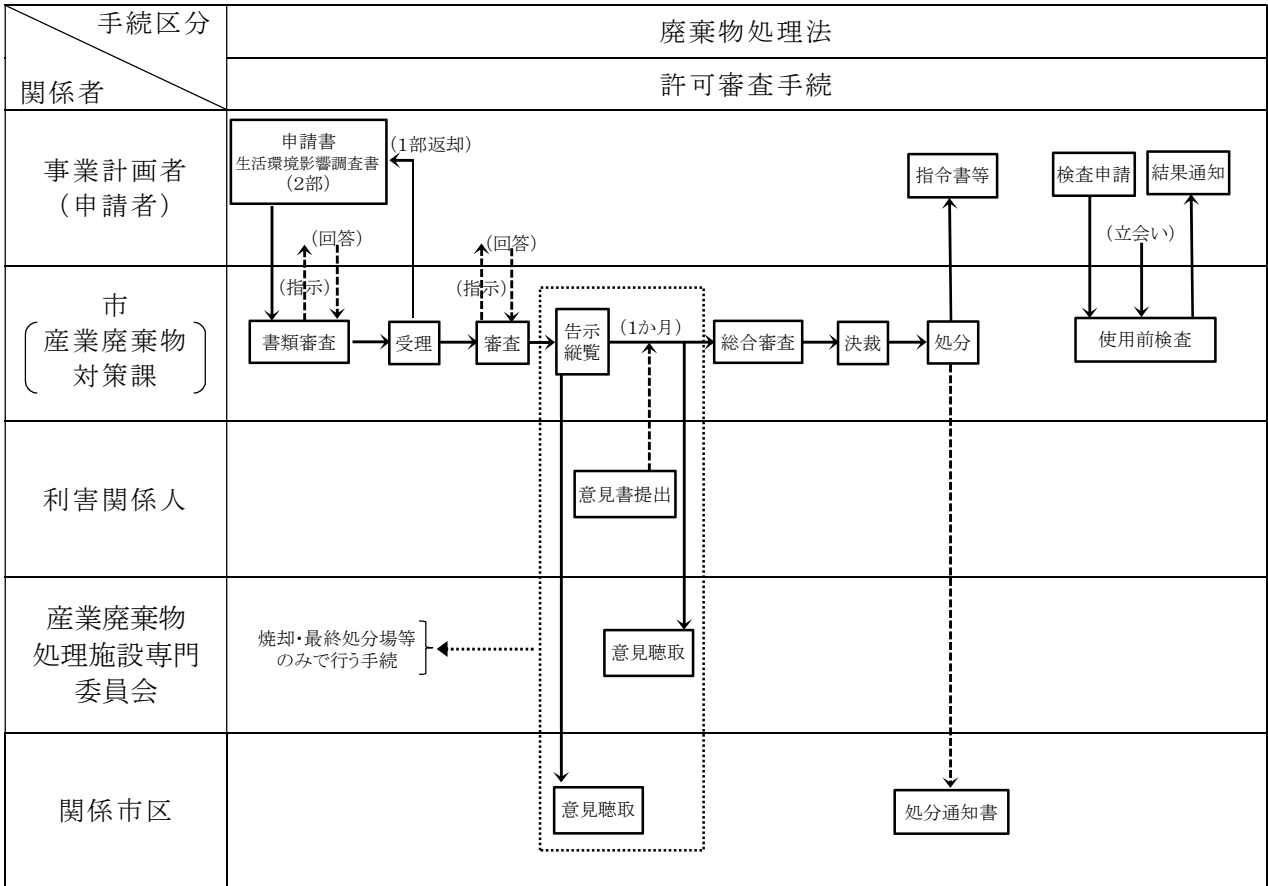 手続区分
関係者
廃棄物処理法
許可審査手続
事業計画者
（申請者）
申請書
生活環境影響調査書
（2部）
（1部返却）
（回答）
（指示）
（回答）
（指示）
指令書等
検査申請
結果通知
（立会い）
市
産業廃棄物
対策課
書類審査
受理
審査
告示
縦覧
（1か月）
総合審査
決裁
処分
使用前検査
利害関係人
意見書提出
産業廃棄物
処理施設専門
委員会
焼却・最終処分場等
のみで行う手続
意見聴取
関係市区
意見聴取
処分通知書